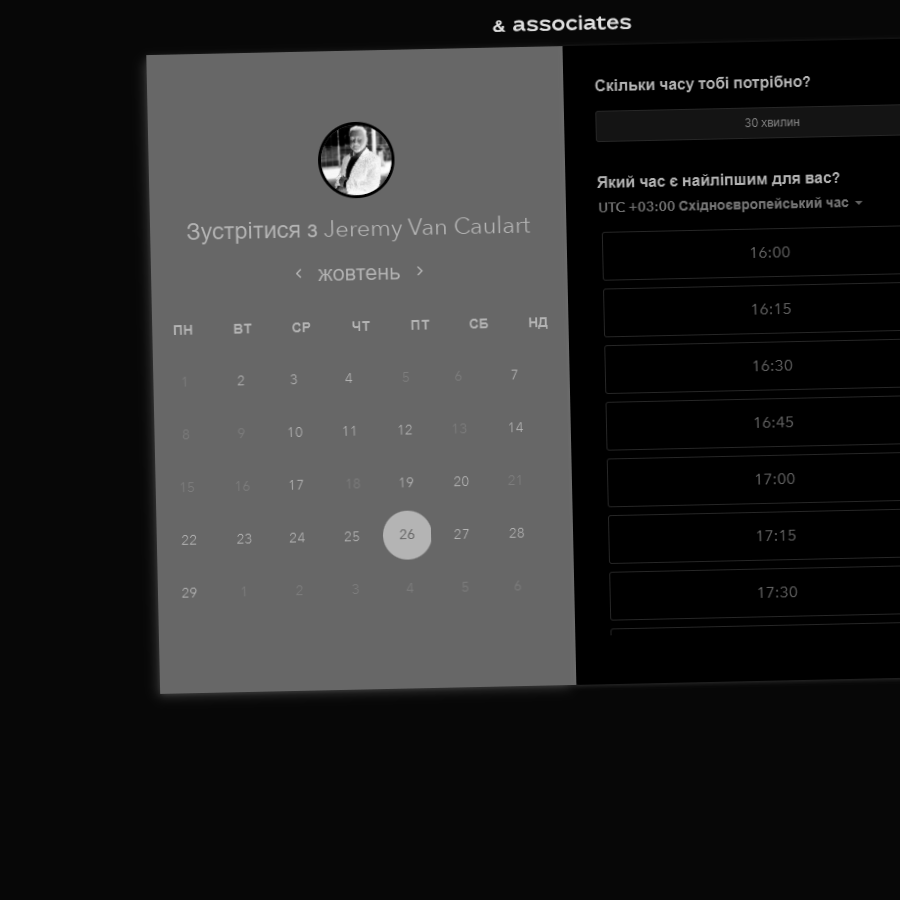 & associates
Зустрітися з Jeremy Van Caulart
жовтень
ПН ВТ СР ЧТ ПТ СБ НД
1 2 3 4 5 6 7
8 9 10 11 12 13 14
15 16 17 18 19 20 21
22 23 24 25 26 27 28
29 1 2 3 4 5 6
Скільки часу тобі потрібно?
30 хвилин
Який час є найліпшим для вас?
UTC +03:00 Східноєвропейський час
16:00
16:15
16:30
16:45
17:00
17:15
17:30